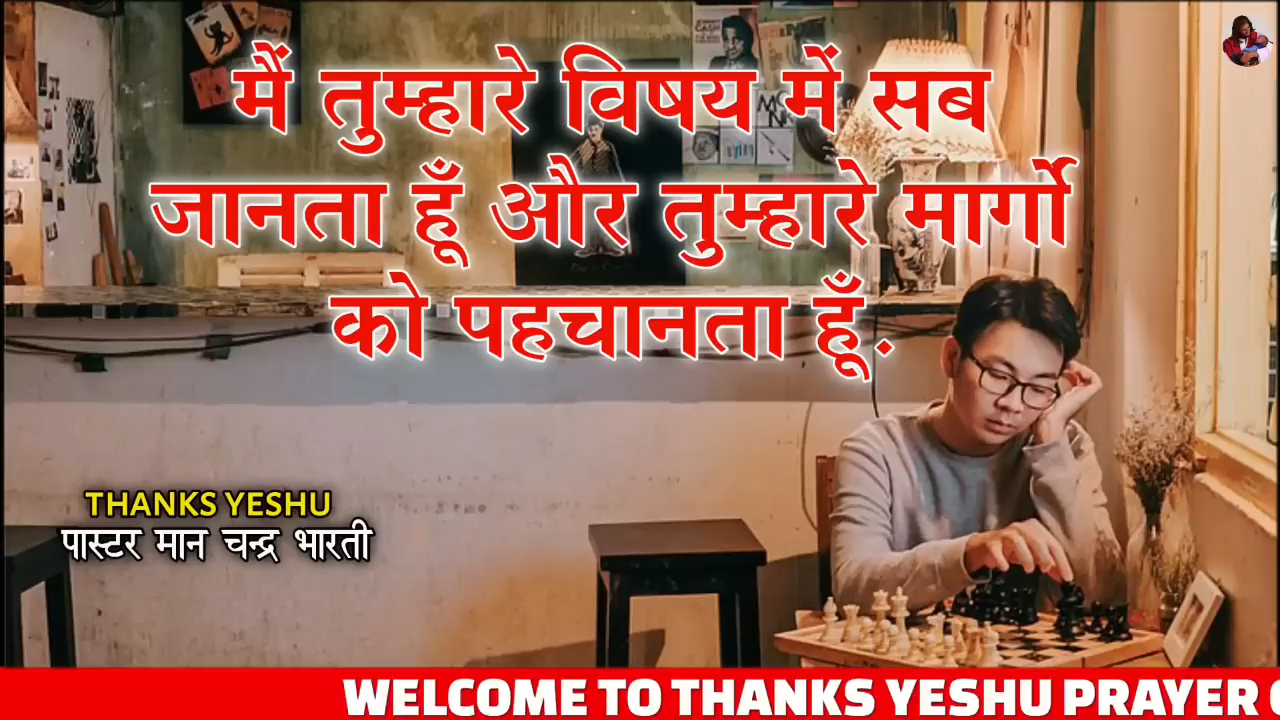 मैं तुम्हारे विषय में सब
जानता हूँ और तुम्हारे मार्गो
को पहचानता हूँ.
THANKS YESHU
पास्टर मान चन्द्र भारती
WELCOME TO THANKS YESHU PRAYER